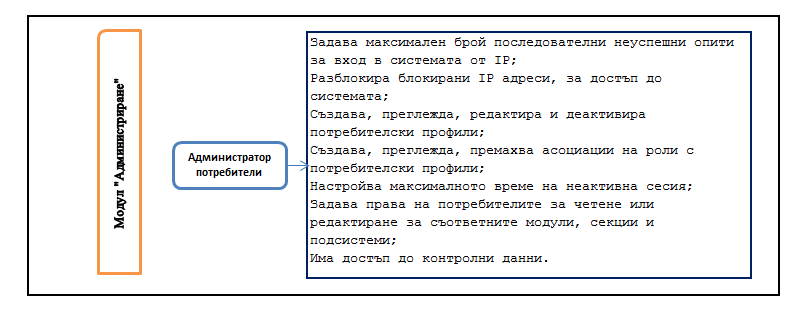 Модул "Администриране"
Администратор
потребители
Задава максимален брой последователни неуспешни опити
за вход в системата от IP;
Разблокира блокирани IP адреси, за достъп до
системата;
Създава, преглежда, редактира и деактивира
потребителски профили;
Създава, преглежда, премахва асоциации на роли с
потребителски профили;
Настройва максималното време на неактивна сесия;
Задава права на потребителите за четене или
редактиране за съответните модули, секции и
подсистеми;
Има достъп до контролни данни.